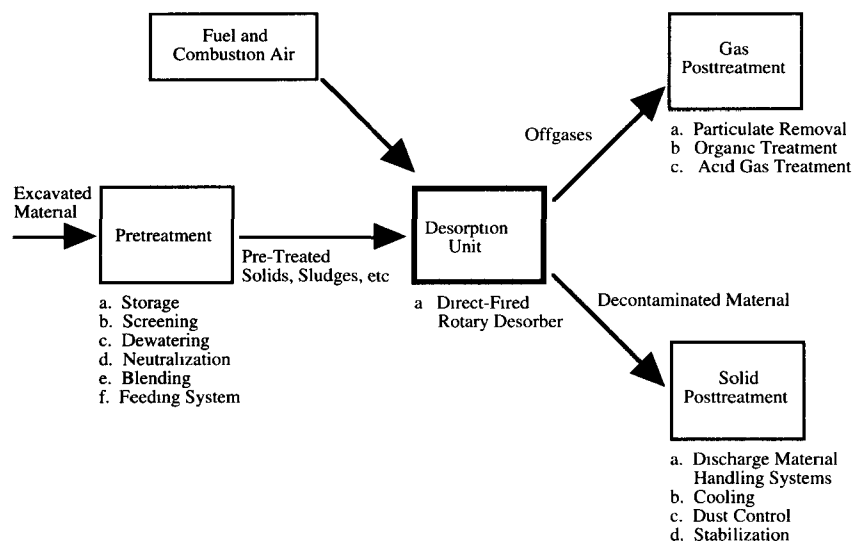 Fuel and
Combustion Air
Gas
Posttreatment
Offgases
a. Particulate Removal
b Organic Treatment
c. Acid Gas Treatment
Excavated
Material
Pretreatment
Pre-Treated
Solids, Sludges, etc
Desorption
Unit
a. Storage
b. Screening
c. Dewatering
d. Neutralization
e. Blending
f. Feeding System
a Direct-Fired
Rotary Desorber
Decontaminated Material
Solid
Posttreatment
a. Discharge Material
Handling Systems
b. Cooling
c. Dust Control
d. Stabilization